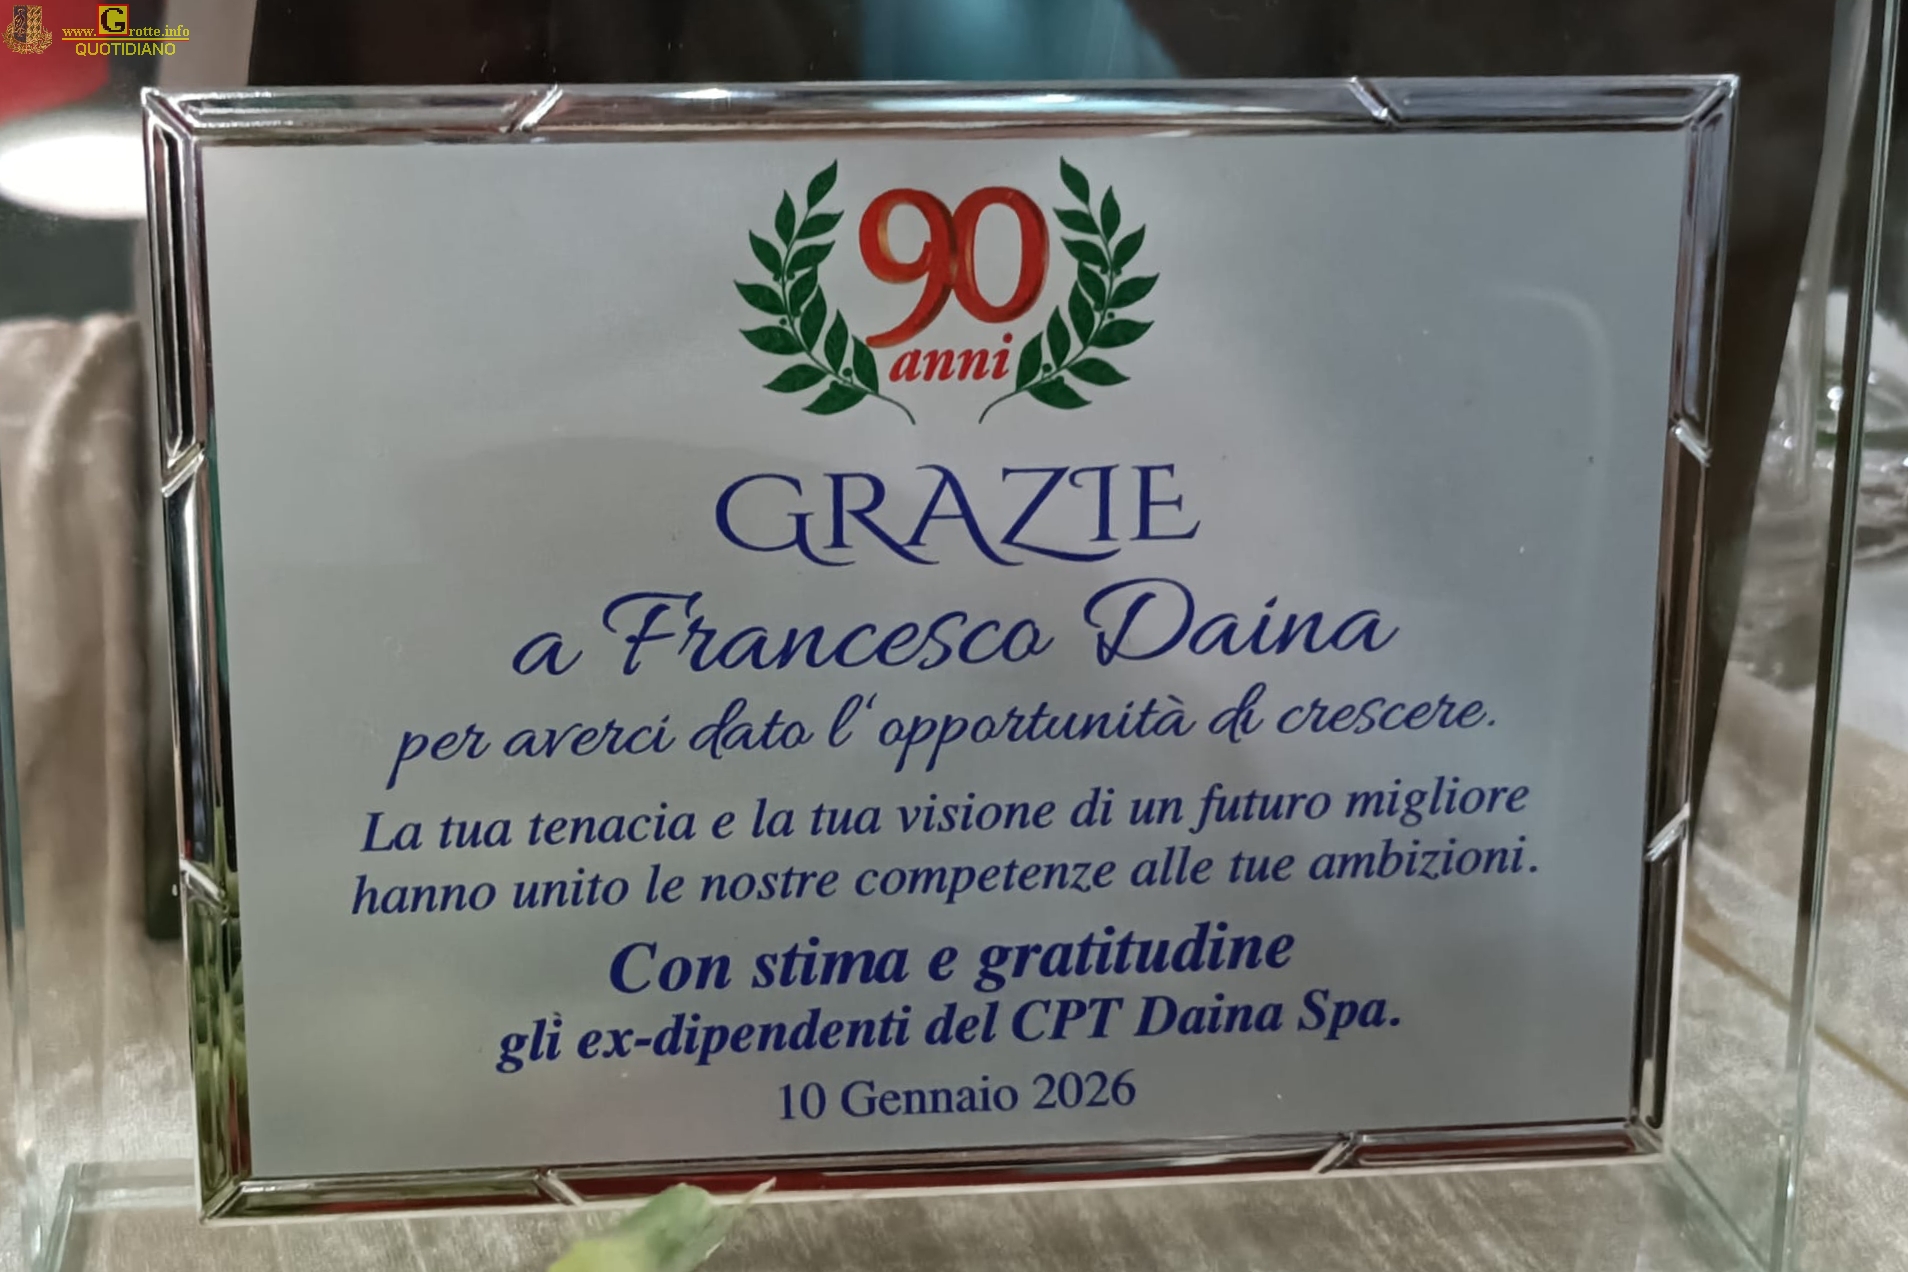 www.Grotte.info
QUOTIDIANO
90
anni
GRAZIE
a Francesco Daina
per averci dato l'opportunità di crescere.
La tua tenacia e la tua visione di un futuro migliore
hanno unito le nostre competenze alle tue ambizioni.
Con stima e gratitudine
gli ex-dipendenti del CPT Daina Spa.
10 Gennaio 2026